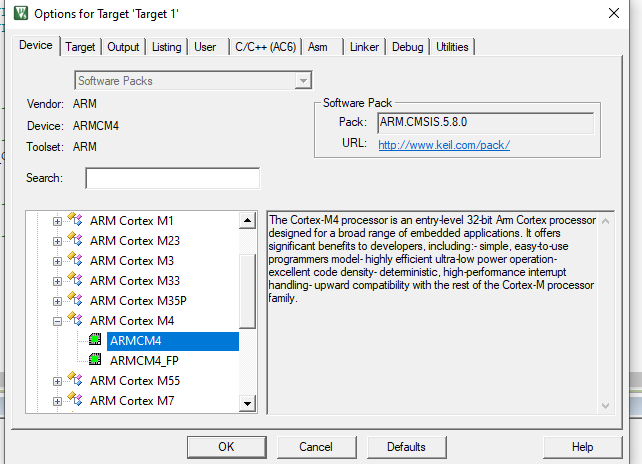 Options for Target 'Target 1'
Device Target Output Listing User C/C++ (AC6) Asm Linker Debug Utilities
Software Packs
Vendor: ARM
Device: ARMCM4
Toolset: ARM
Software Pack
Pack: ARM.CMSIS.5.8.0
URL: http://www.keil.com/pack/
Search:
ARM Cortex M1
ARM Cortex M23
ARM Cortex M3
ARM Cortex M33
ARM Cortex M35P
ARM Cortex M4
ARMCM4
ARMCM4_FP
ARM Cortex M55
ARM Cortex M7
The Cortex-M4 processor is an entry-level 32-bit Arm Cortex processor
designed for a broad range of embedded applications. It offers
significant benefits to developers, including:- simple, easy-to-use
programmers model- highly efficient ultra-low power operation-
excellent code density- deterministic, high-performance interrupt
handling- upward compatibility with the rest of the Cortex-M processor
family.
OK Cancel Defaults Help